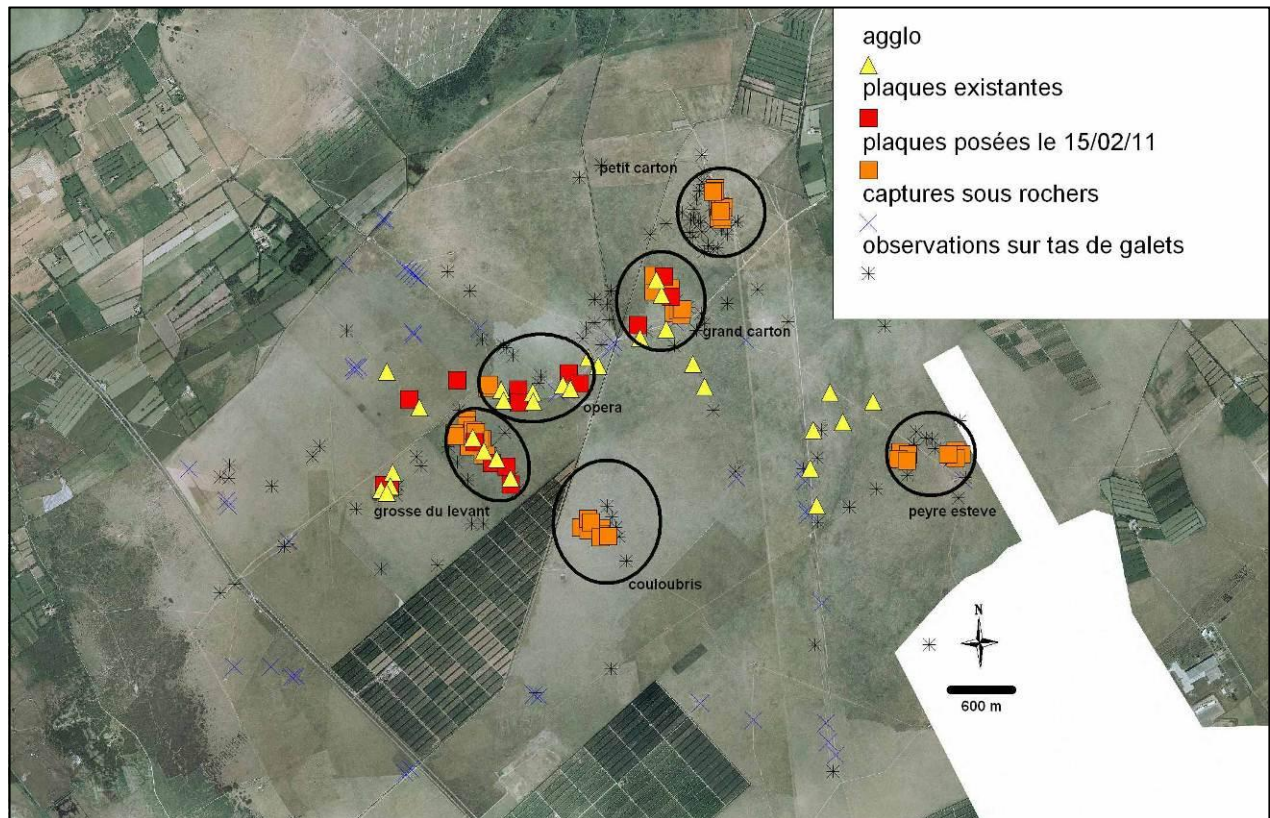 agglo
plaques existantes
plaques posées le 15/02/11
captures sous rochers
observations sur tas de galets
petit carton
grand carton
opera
grosse du levant
peyre esteve
couloubris
N
600 m